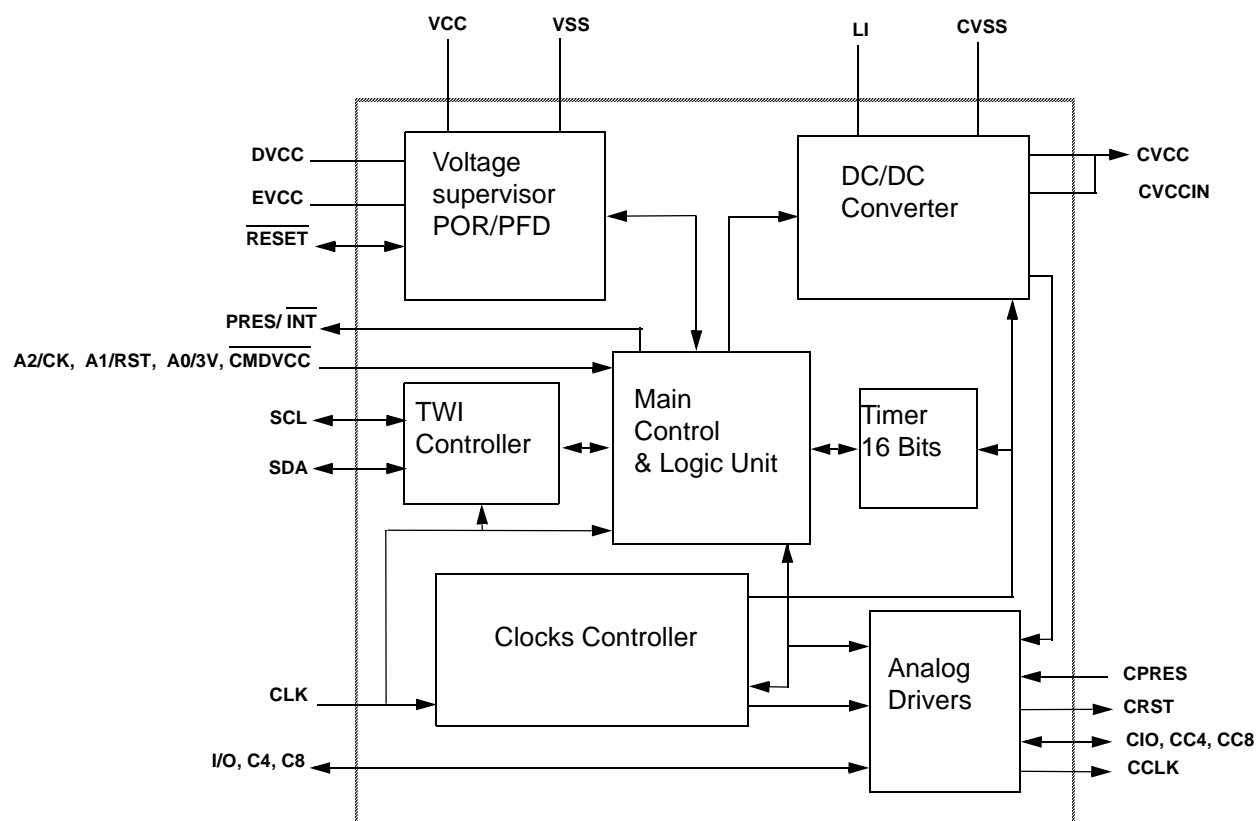 VCC
VSS
LI
CVSS
DVCC
EVCC
RESET
Voltage
supervisor
POR/PFD
DC/DC
Converter
CVCC
CVCCIN
PRES/ INT
A2/CK, A1/RST, A0/3V, CMDVCC
SCL
SDA
TWI
Controller
Main
Control
& Logic Unit
Timer
16 Bits
Clocks Controller
CLK
I/O, C4, C8
Analog
Drivers
CPRES
CRST
CIO, CC4, CC8
CCLK